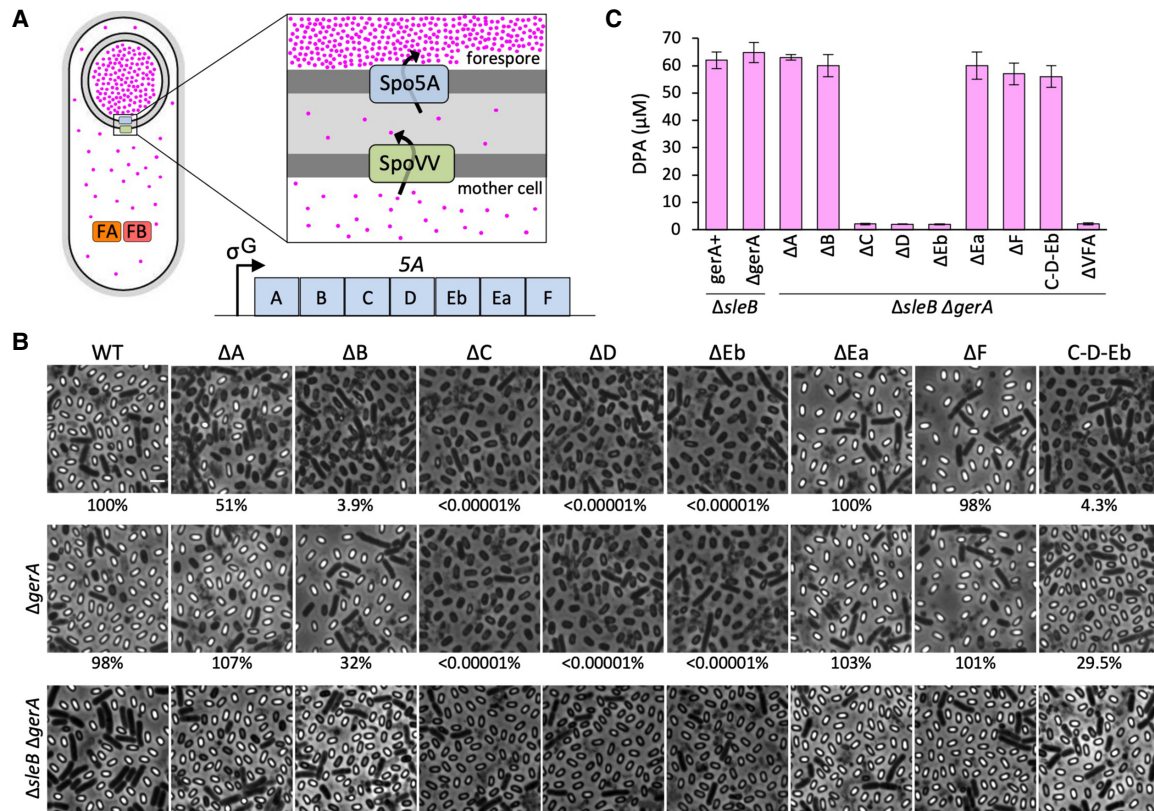 A
forespore
Spo5A
SpoVV
mother cell
FA FB
σG
5A
A B C D Eb Ea F
C
DPA (µM)
70
60
50
40
30
20
10
0
gerA+ ΔgerA ΔA ΔB ΔC ΔD ΔEb ΔEa ΔF C-D-Eb ΔVFA
ΔsleB ΔsleB ΔgerA
B
WT ΔA ΔB ΔC ΔD ΔEb ΔEa ΔF C-D-Eb
100% 51% 3.9% <0.00001% <0.00001% <0.00001% 100% 98% 4.3%
ΔgerA
98% 107% 32% <0.00001% <0.00001% <0.00001% 103% 101% 29.5%
ΔsleB ΔgerA